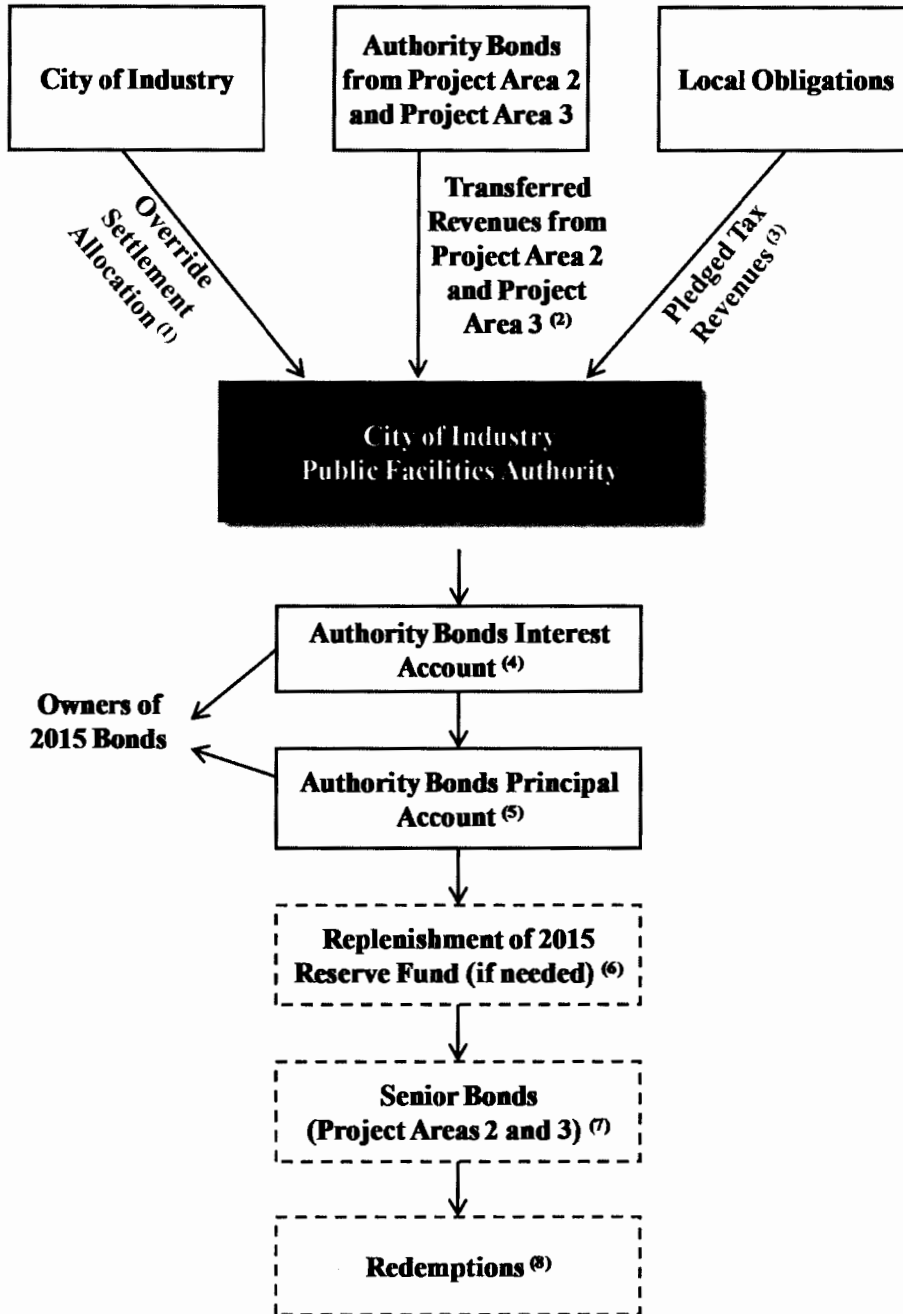 City of Industry
Authority Bonds
from Project Area 2
and Project Area 3
Local Obligations
Override
Settlement
Allocation (1)
Transferred
Revenues from
Project Area 2
and Project
Area 3 (2)
Pledged Tax
Revenues (3)
City of Industry
Public Facilities Authority
Authority Bonds Interest
Account (4)
Owners of
2015 Bonds
Authority Bonds Principal
Account (5)
Replenishment of 2015
Reserve Fund (if needed) (6)
Senior Bonds
(Project Areas 2 and 3) (7)
Redemptions (8)